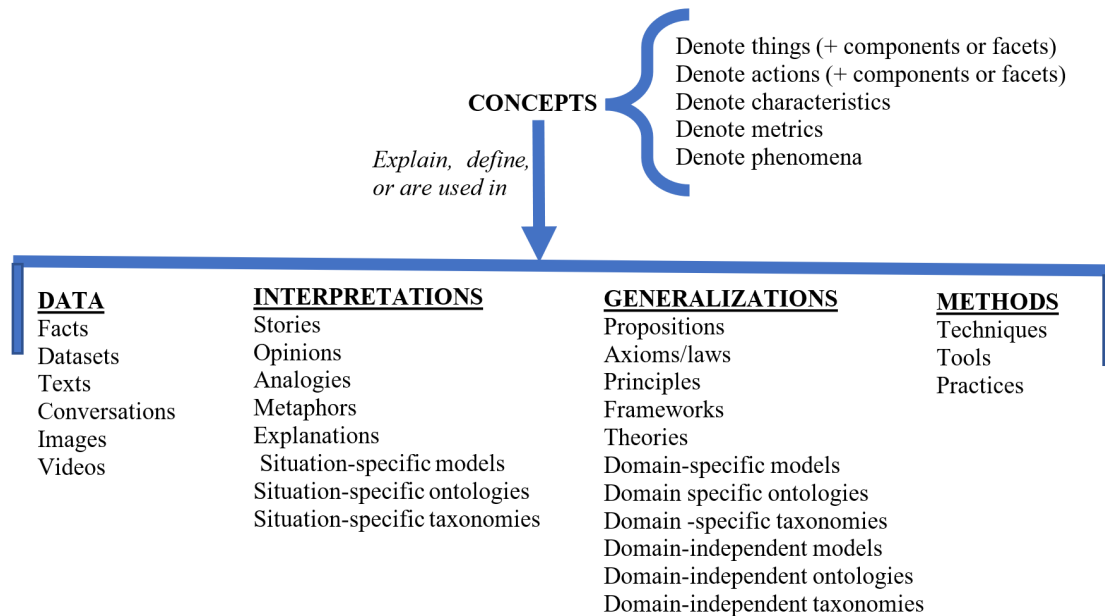 Denote things (+ components or facets)
Denote actions (+ components or facets)
CONCEPTS
Denote characteristics
Denote metrics
Denote phenomena
Explain, define,
or are used in
DATA
Facts
Datasets
Texts
Conversations
Images
Videos
INTERPRETATIONS
Stories
Opinions
Analogies
Metaphors
Explanations
Situation-specific models
Situation-specific ontologies
Situation-specific taxonomies
GENERALIZATIONS
Propositions
Axioms/laws
Principles
Frameworks
Theories
Domain-specific models
Domain specific ontologies
Domain -specific taxonomies
Domain-independent models
Domain-independent ontologies
Domain-independent taxonomies
METHODS
Techniques
Tools
Practices